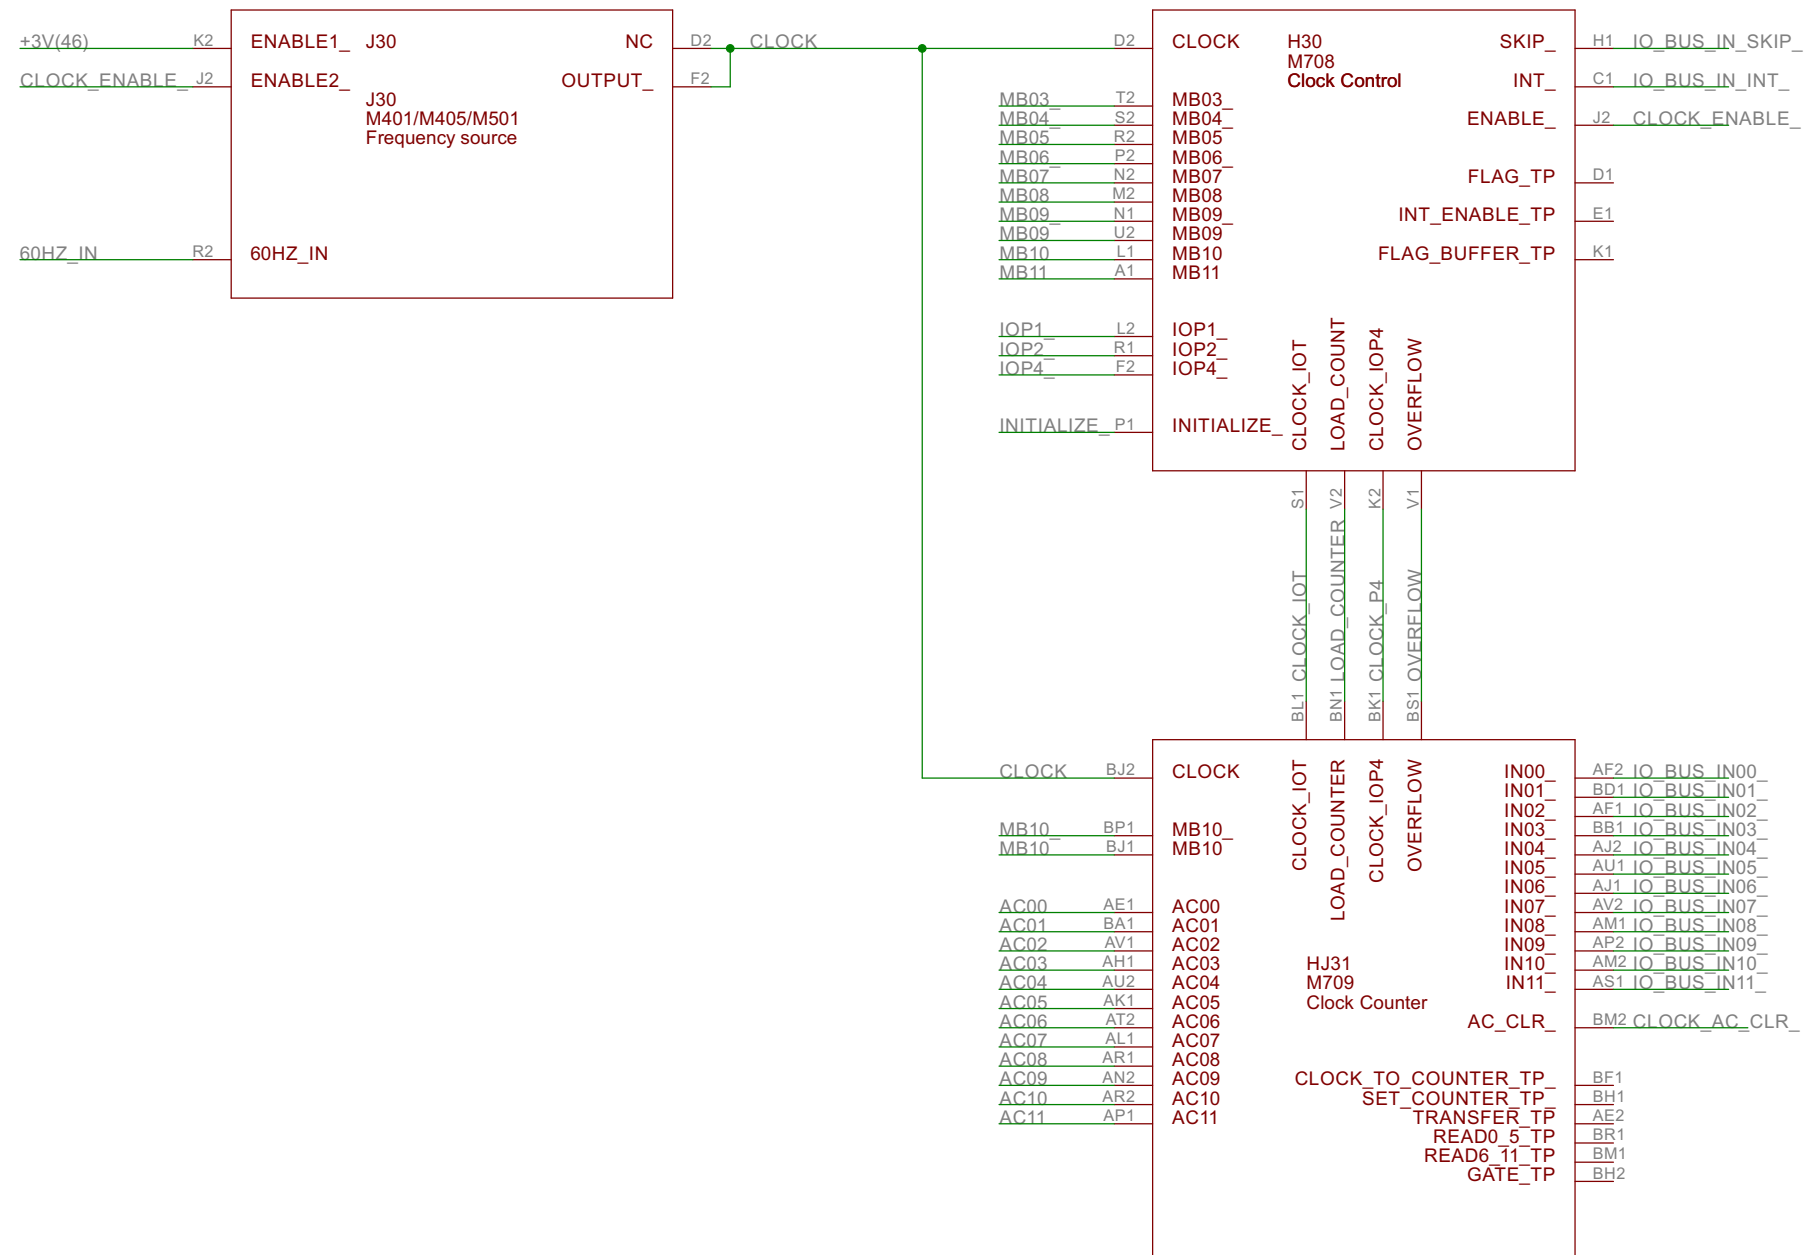 +3V(46) K2 ENABLE1_ J30 NC D2 CLOCK
CLOCK_ENABLE_ J2 ENABLE2_ OUTPUT_ F2
J30
M401/M405/M501
Frequency source
60HZ_IN R2 60HZ_IN
D2 CLOCK H30 SKIP_ H1 IO_BUS_IN_SKIP_
M708
Clock Control INT_ C1 IO_BUS_IN_INT_
MB03_ T2 MB03_
MB04_ S2 MB04_ ENABLE_ J2 CLOCK_ENABLE_
MB05 R2 MB05
MB06_ P2 MB06_
MB07 N2 MB07 FLAG_TP D1
MB08 M2 MB08
MB09_ N1 MB09_ INT_ENABLE_TP E1
MB09 U2 MB09
MB10 L1 MB10 FLAG_BUFFER_TP K1
MB11 A1 MB11
IOP1_ L2 IOP1_
IOP2_ R1 IOP2_
IOP4_ F2 IOP4_
INITIALIZE_ P1 INITIALIZE_
CLOCK_IOT
LOAD_COUNT
CLOCK_IOP4
OVERFLOW
S1
V2
K2
V1
BL1 CLOCK_IOT
BN1 LOAD_COUNTER
BK1 CLOCK_P4
BS1 OVERFLOW
CLOCK_IOT
LOAD_COUNTER
CLOCK_IOP4
OVERFLOW
CLOCK BJ2 CLOCK IN00_ AF2 IO_BUS_IN00_
IN01_ BD1 IO_BUS_IN01_
IN02_ AF1 IO_BUS_IN02_
MB10_ BP1 MB10_ IN03_ BB1 IO_BUS_IN03_
MB10 BJ1 MB10 IN04_ AJ2 IO_BUS_IN04_
IN05_ AU1 IO_BUS_IN05_
IN06_ AJ1 IO_BUS_IN06_
AC00 AE1 AC00 IN07_ AV2 IO_BUS_IN07_
AC01 BA1 AC01 IN08_ AM1 IO_BUS_IN08_
AC02 AV1 AC02 IN09_ AP2 IO_BUS_IN09_
AC03 AH1 AC03 HJ31 IN10_ AM2 IO_BUS_IN10_
AC04 AU2 AC04 M709 IN11_ AS1 IO_BUS_IN11_
AC05 AK1 AC05 Clock Counter
AC06 AT2 AC06 AC_CLR_ BM2 CLOCK_AC_CLR_
AC07 AL1 AC07
AC08 AR1 AC08
AC09 AN2 AC09 CLOCK_TO_COUNTER_TP_ BF1
AC10 AR2 AC10 SET_COUNTER_TP_ BH1
AC11 AP1 AC11 TRANSFER_TP AE2
READ0_5_TP BR1
READ6_11_TP BM1
GATE_TP BH2